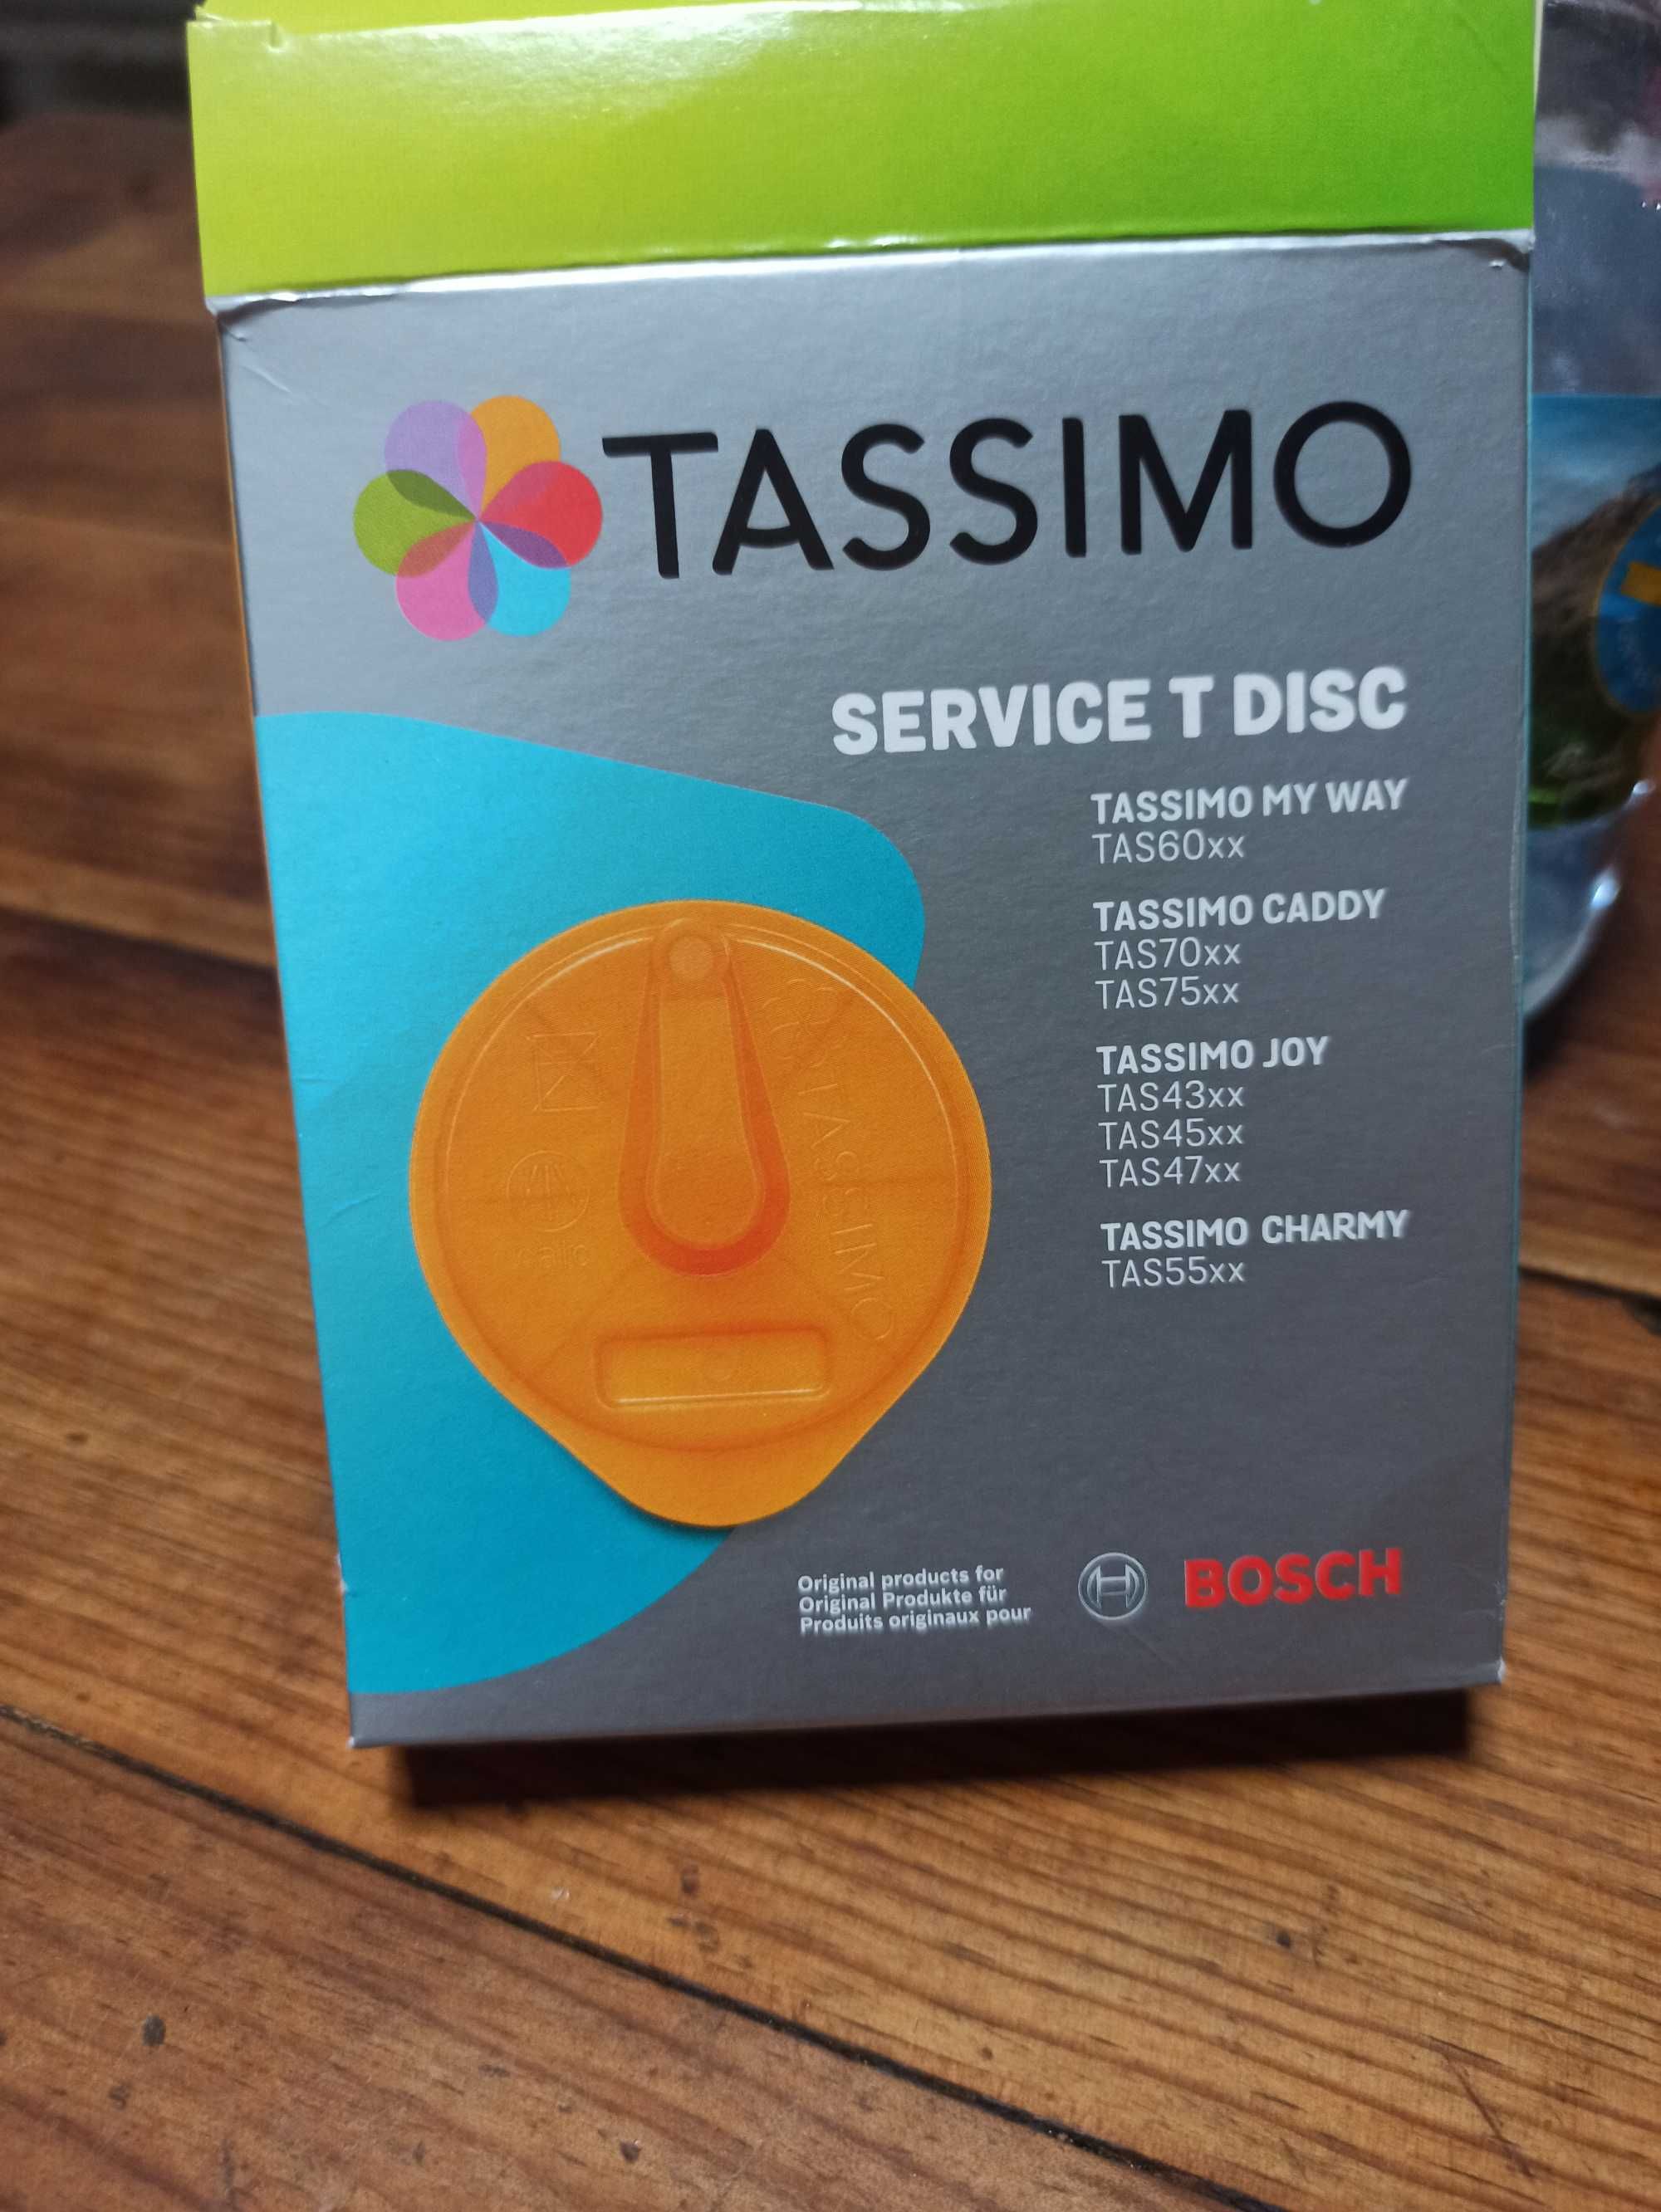 TASSIMO
SERVICE T DISC
TASSIMO MY WAY
TAS60xx
TASSIMO CADDY
TAS70xx
TAS75xx
TASSIMO JOY
TAS43xx
TAS45xx
TAS47xx
TASSIMO CHARMY
TAS55xx
TASSIMO
Original products for
Original Produkte für
Produits originaux pour
BOSCH